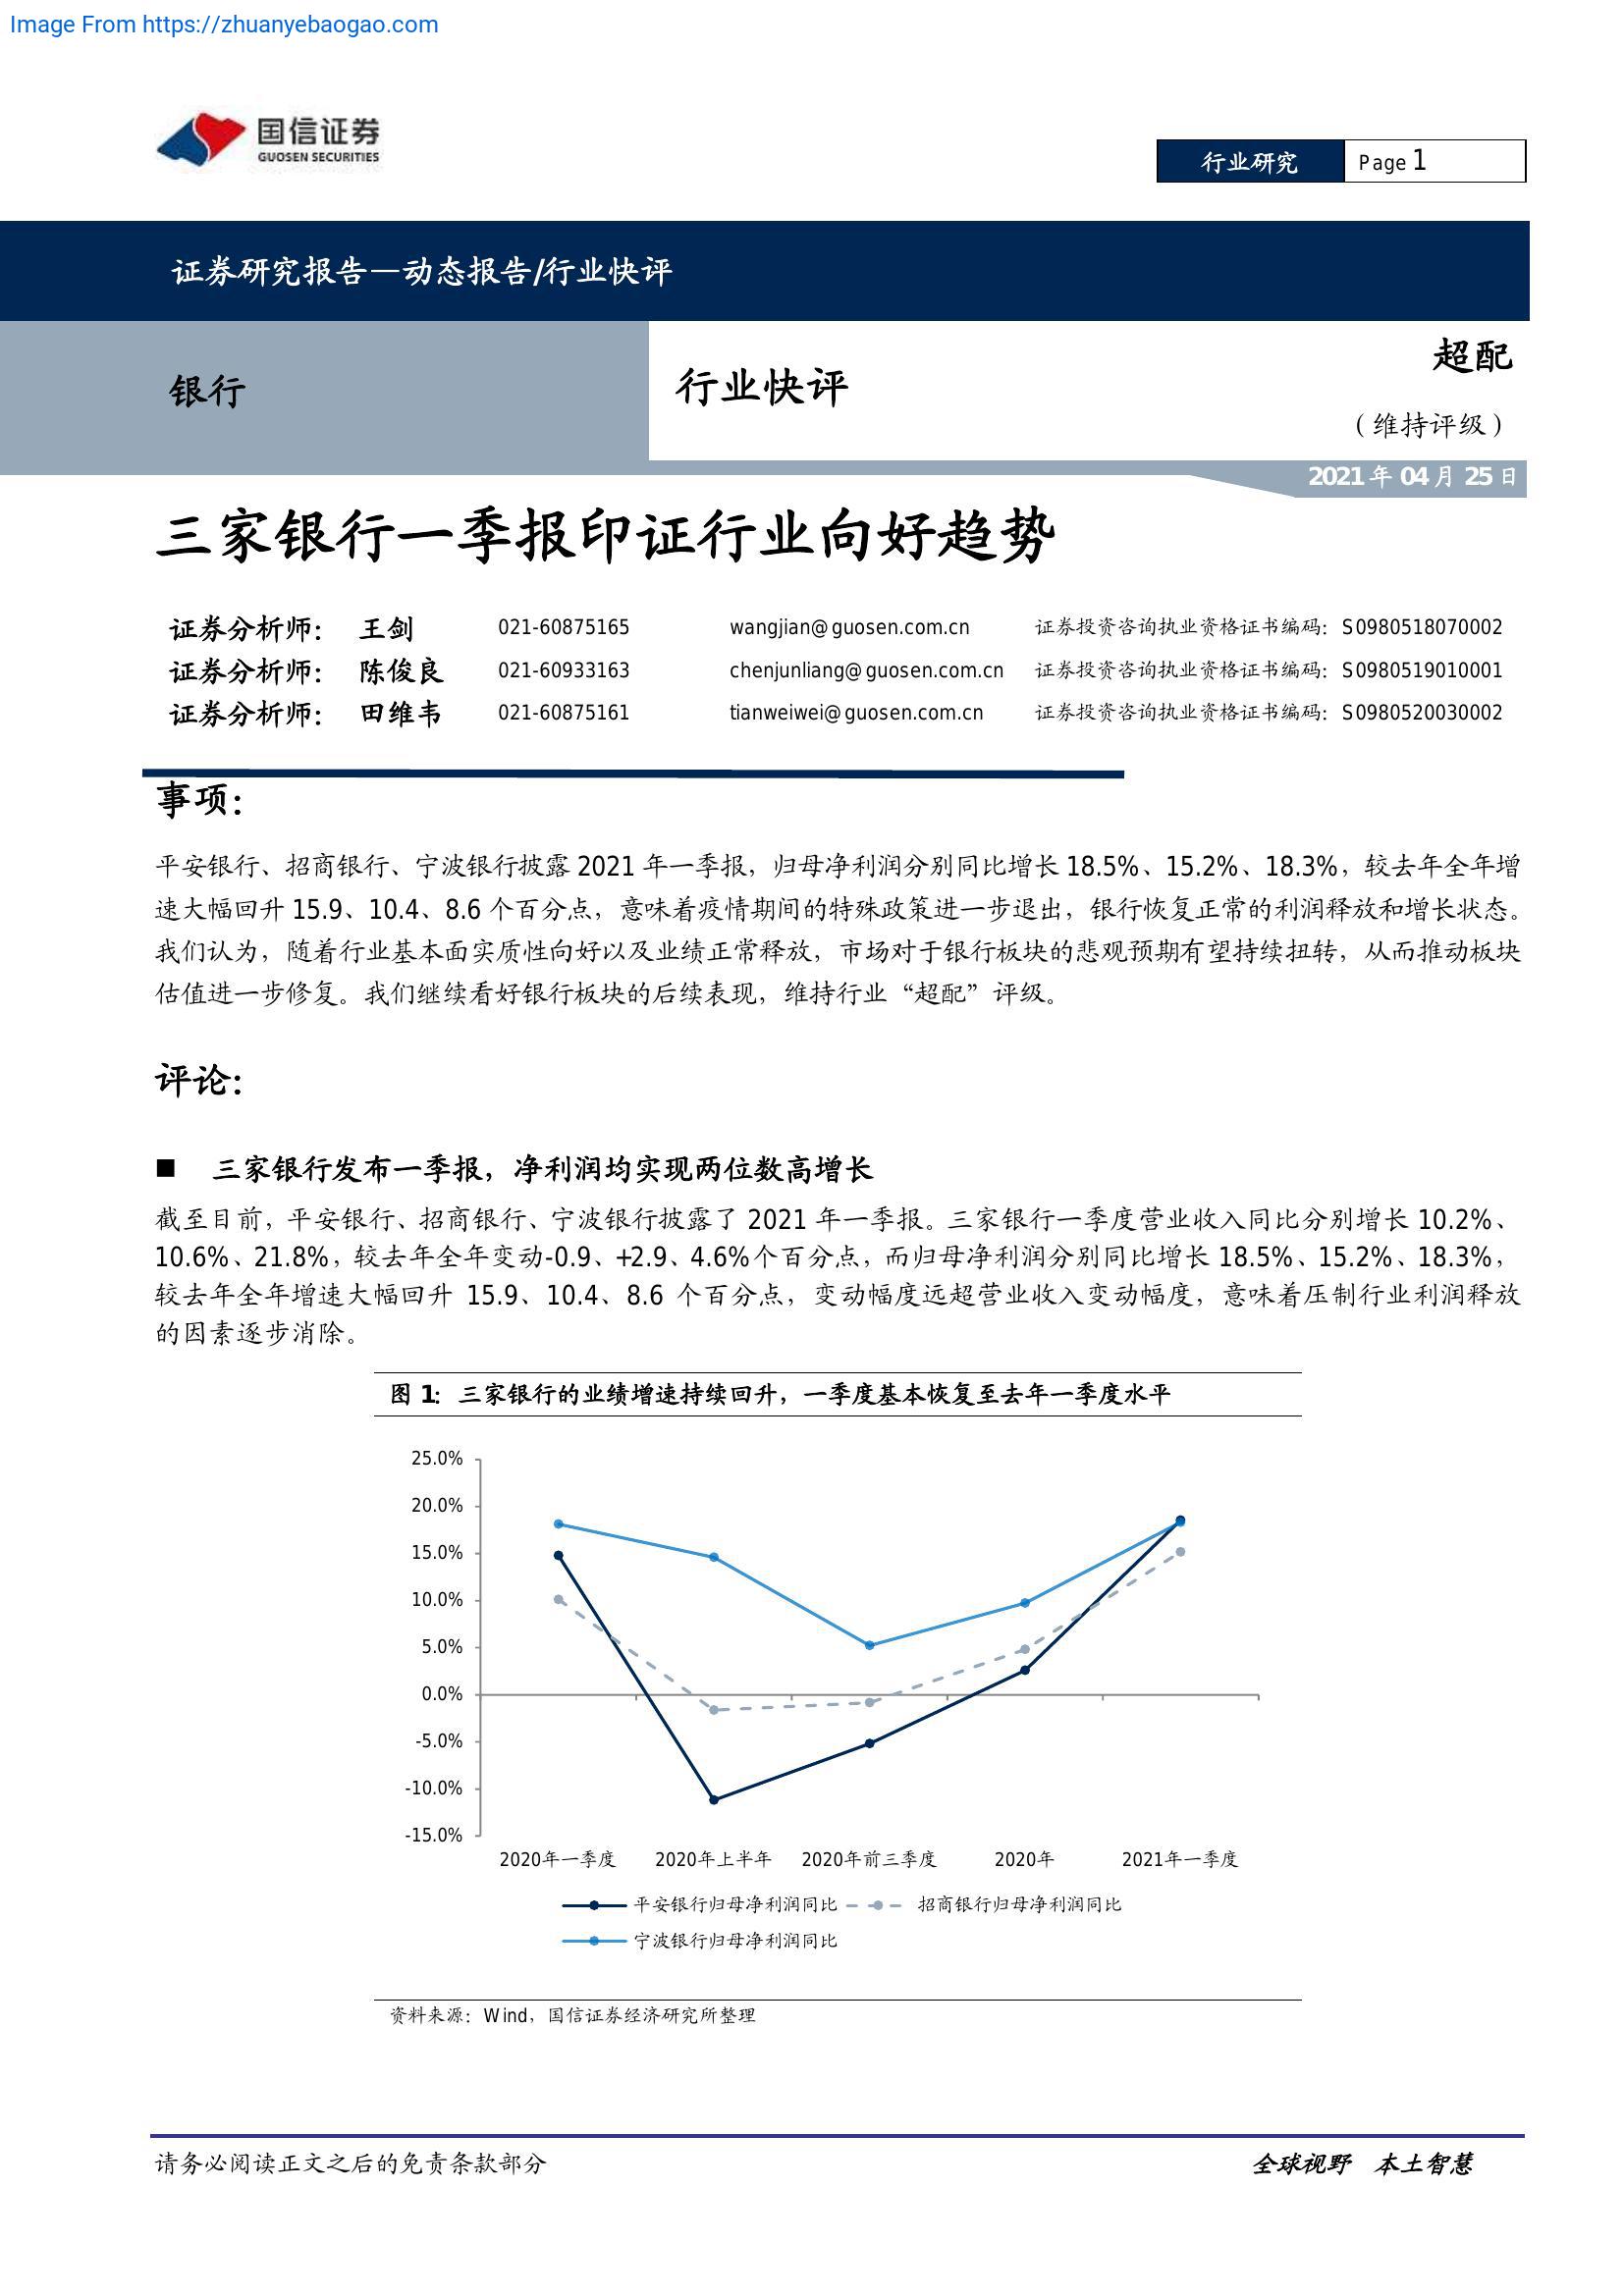 Image From https://zhuanyebaogao.com
国信证券
GUOSEN SECURITIES
行业研究 Page 1
证券研究报告—动态报告/行业快评
银行
行业快评
超配
（维持评级）
2021 年 04 月 25 日
三家银行一季报印证行业向好趋势
证券分析师： 王剑 021-60875165 wangjian@guosen.com.cn 证券投资咨询执业资格证书编码：S0980518070002
证券分析师： 陈俊良 021-60933163 chenjunliang@guosen.com.cn 证券投资咨询执业资格证书编码：S0980519010001
证券分析师： 田维韦 021-60875161 tianweiwei@guosen.com.cn 证券投资咨询执业资格证书编码：S0980520030002
事项：
平安银行、招商银行、宁波银行披露 2021 年一季报，归母净利润分别同比增长 18.5%、15.2%、18.3%，较去年全年增
速大幅回升 15.9、10.4、8.6 个百分点，意味着疫情期间的特殊政策进一步退出，银行恢复正常的利润释放和增长状态。
我们认为，随着行业基本面实质性向好以及业绩正常释放，市场对于银行板块的悲观预期有望持续扭转，从而推动板块
估值进一步修复。我们继续看好银行板块的后续表现，维持行业“超配”评级。
评论：
■ 三家银行发布一季报，净利润均实现两位数高增长
截至目前，平安银行、招商银行、宁波银行披露了 2021 年一季报。三家银行一季度营业收入同比分别增长 10.2%、
10.6%、21.8%，较去年全年变动-0.9、+2.9、4.6%个百分点，而归母净利润分别同比增长 18.5%、15.2%、18.3%，
较去年全年增速大幅回升 15.9、10.4、8.6 个百分点，变动幅度远超营业收入变动幅度，意味着压制行业利润释放
的因素逐步消除。
图 1：三家银行的业绩增速持续回升，一季度基本恢复至去年一季度水平
25.0%
20.0%
15.0%
10.0%
5.0%
0.0%
-5.0%
-10.0%
-15.0%
2020年一季度 2020年上半年 2020年前三季度 2020年 2021年一季度
平安银行归母净利润同比 招商银行归母净利润同比
宁波银行归母净利润同比
资料来源：Wind，国信证券经济研究所整理
请务必阅读正文之后的免责条款部分 全球视野 本土智慧